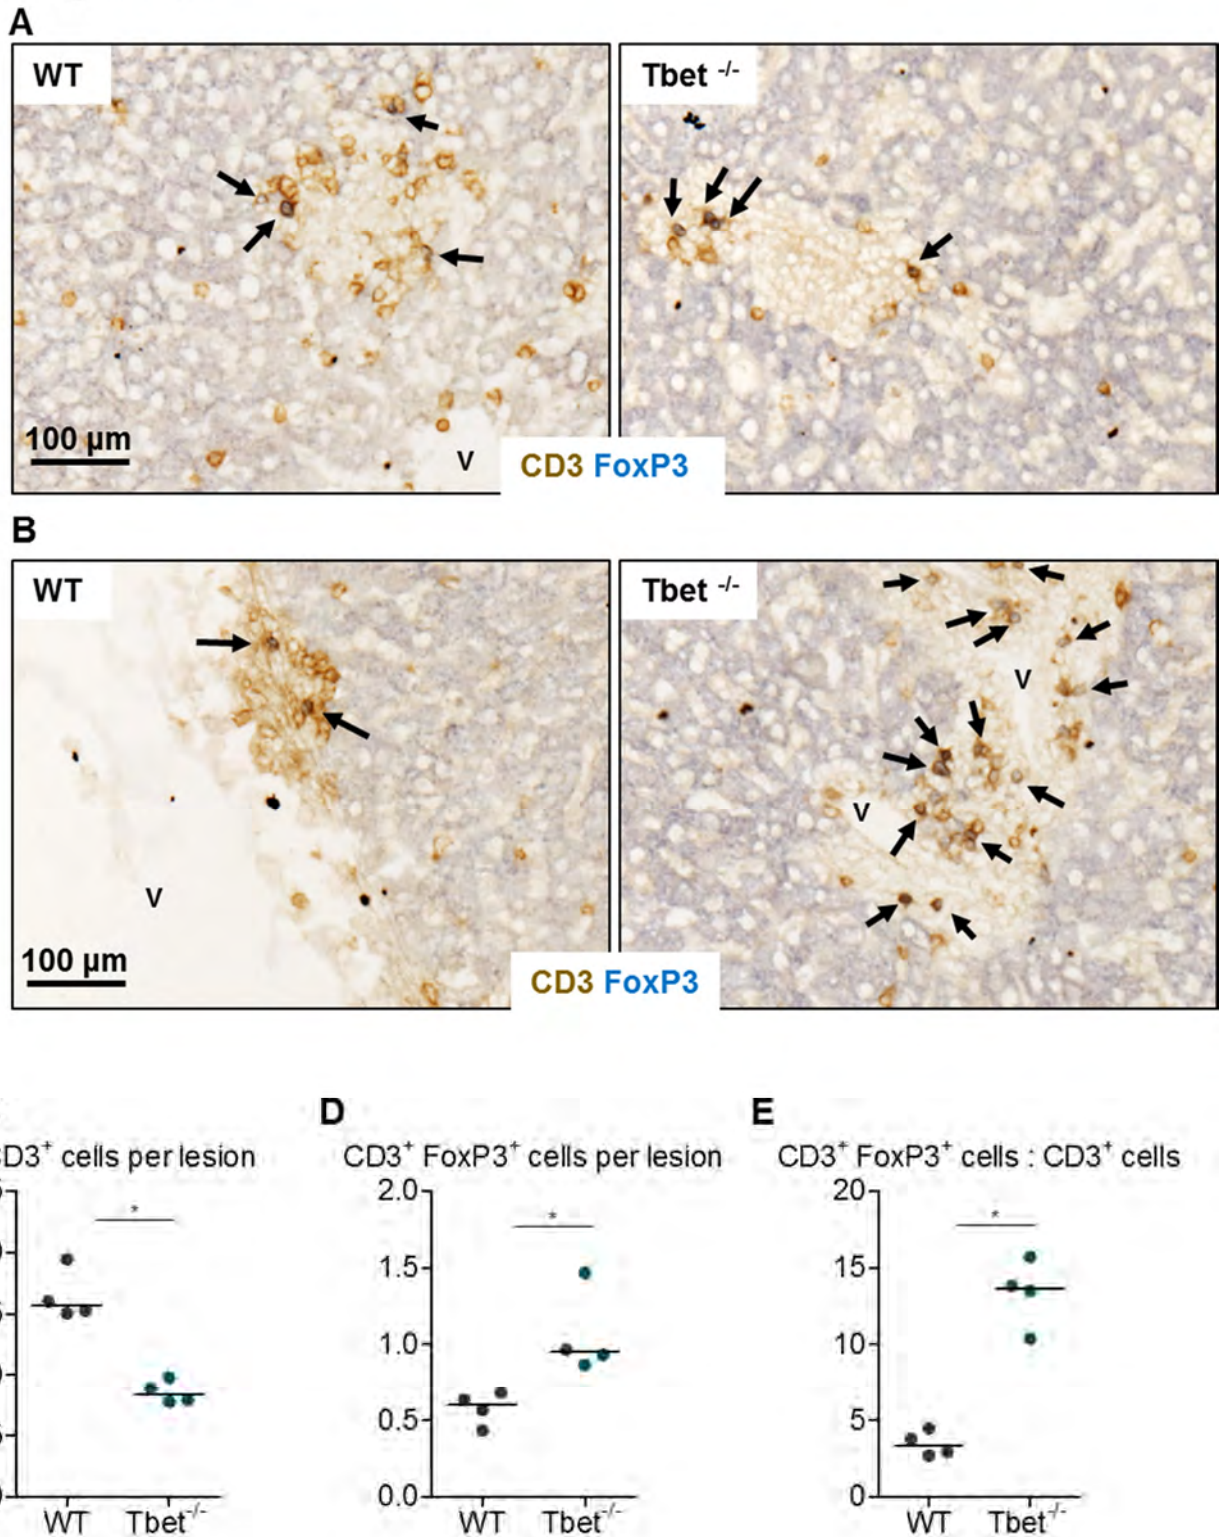 A
WT
Tbet -/-
100 µm
V
CD3 FoxP3
B
WT
Tbet -/-
V
V
V
100 µm
CD3 FoxP3
D
E
cells per lesion
CD3+ FoxP3+ cells per lesion
CD3+ FoxP3+ cells : CD3+ cells
*
2.0
1.5
1.0
0.5
0.0
*
20
15
10
5
0
*
WT Tbet-/-
WT Tbet-/-
WT Tbet-/-